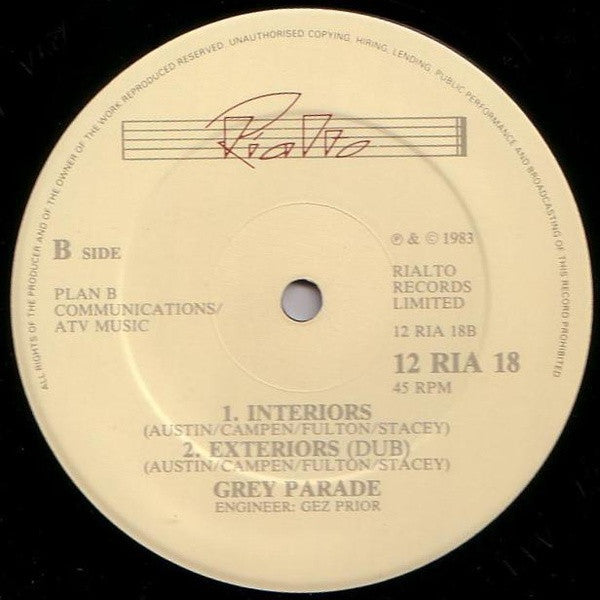 ALL RIGHTS OF THE PRODUCER AND OF THE OWNER OF THE WORK REPRODUCED RESERVED. UNAUTHORISED COPYING, HIRING, LENDING, PUBLIC PERFORMANCE AND BROADCASTING OF THIS RECORD PROHIBITED
Rialto
B SIDE
PLAN B
COMMUNICATIONS/
ATV MUSIC
℗ & © 1983
RIALTO
RECORDS
LIMITED
12 RIA 18B
12 RIA 18
45 RPM
1. INTERIORS
(AUSTIN/CAMPEN/FULTON/STACEY)
2. EXTERIORS (DUB)
(AUSTIN/CAMPEN/FULTON/STACEY)
GREY PARADE
ENGINEER: GEZ PRIOR